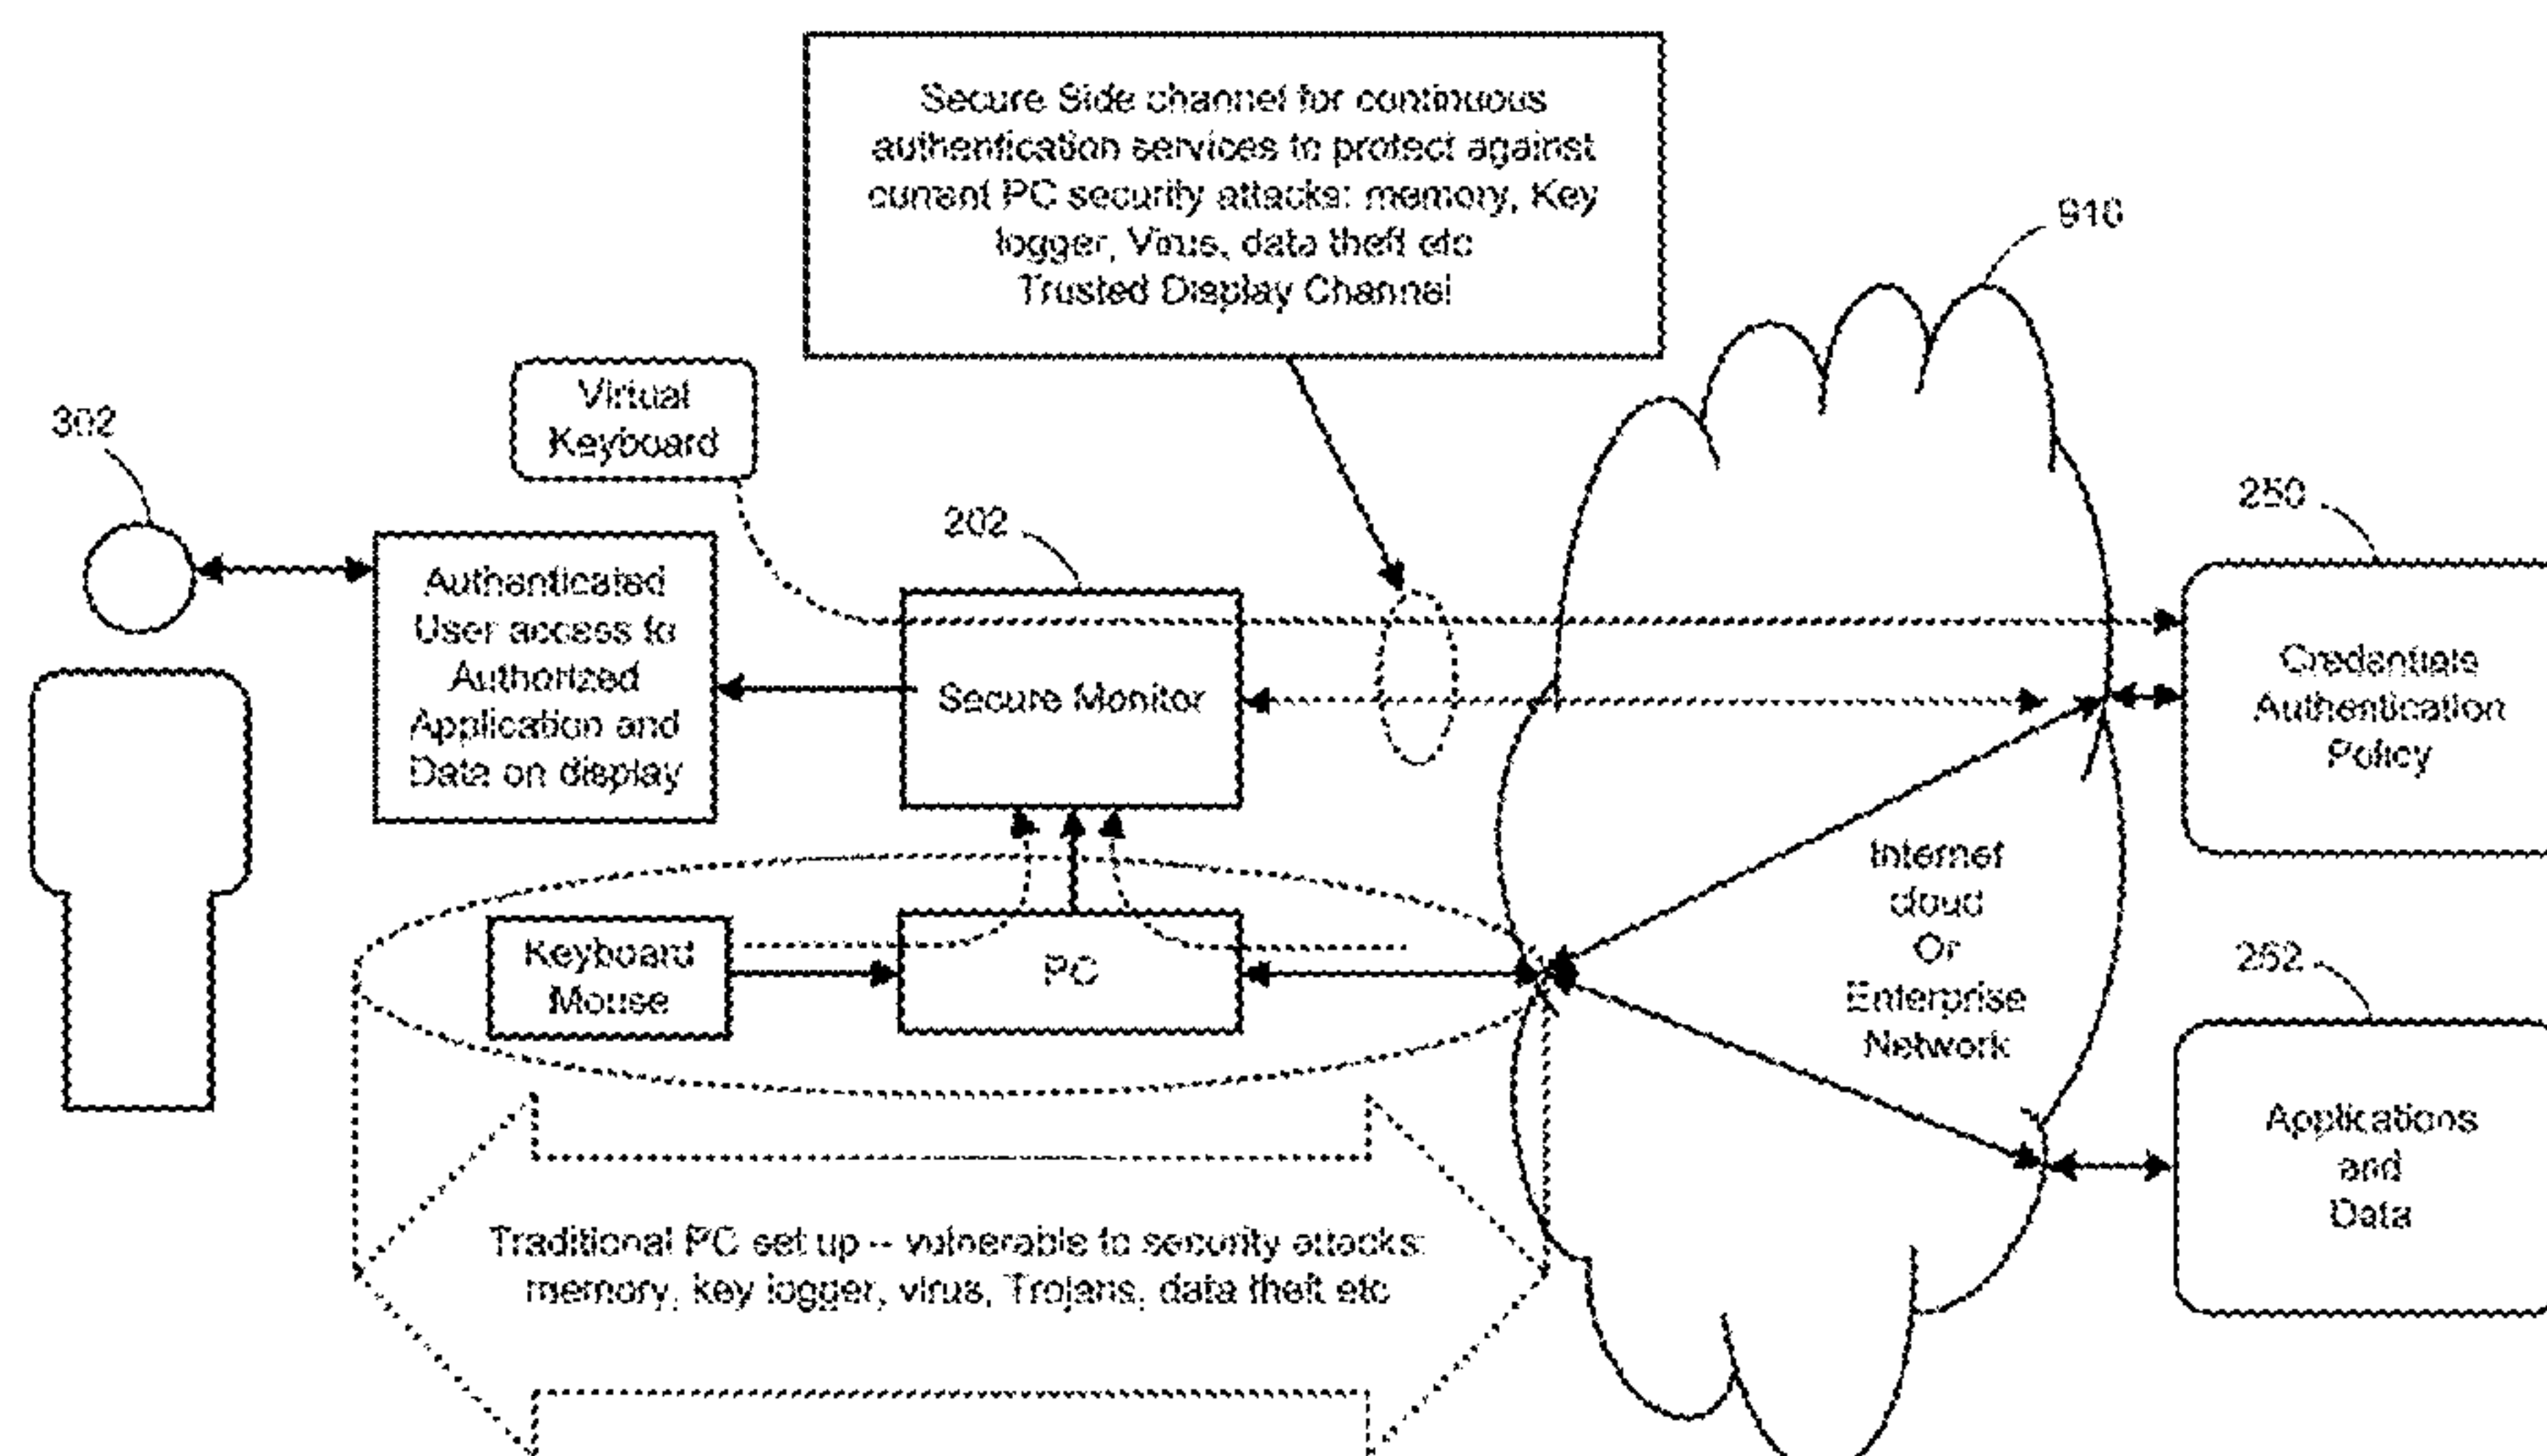 Secure Side channel for continuous
authentication services to protect against
current PC security attacks: memory, Key
logger, Virus, data theft etc
Trusted Display Channel
910
Virtual
Keyboard
302
202
250
Authenticated
User access to
Authorized
Application and
Data on display
Secure Monitor
Credentials
Authentication
Policy
Internet
cloud
Or
Enterprise
Network
Keyboard
Mouse
PC
252
Applications
and
Data
Traditional PC set up -- vulnerable to security attacks:
memory, key logger, virus, Trojans, data theft etc